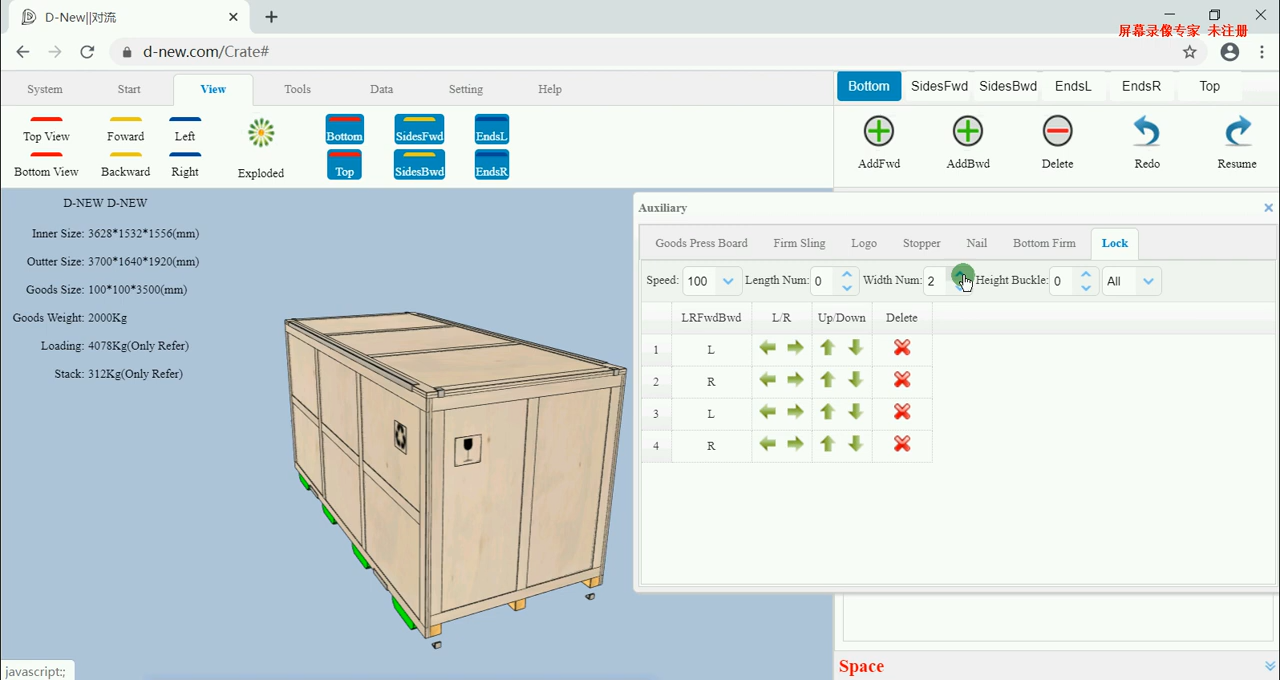 D-New||对流
屏幕录像专家 未注册
d-new.com/Crate#
System Start View Tools Data Setting Help
Bottom SidesFwd SidesBwd EndsL EndsR Top
Top View Foward Left Bottom SidesFwd EndsL
Bottom View Backward Right Exploded Top SidesBwd EndsR
AddFwd AddBwd Delete Redo Resume
D-NEW D-NEW
Inner Size: 3628*1532*1556(mm)
Outter Size: 3700*1640*1920(mm)
Goods Size: 100*100*3500(mm)
Goods Weight: 2000Kg
Loading: 4078Kg(Only Refer)
Stack: 312Kg(Only Refer)
Auxiliary
Goods Press Board Firm Sling Logo Stopper Nail Bottom Firm Lock
Speed: 100 Length Num: 0 Width Num: 2 Height Buckle: 0 All
LRFwdBwd L/R Up/Down Delete
1 L
2 R
3 L
4 R
Space
javascript:;